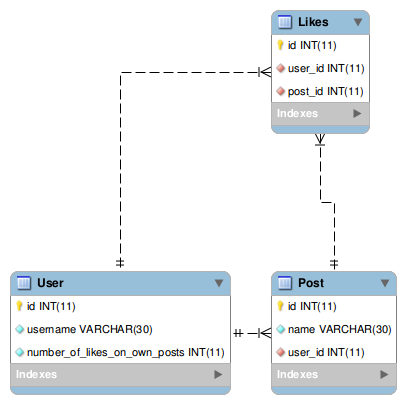 Likes
id INT(11)
user_id INT(11)
post_id INT(11)
Indexes
User
id INT(11)
username VARCHAR(30)
number_of_likes_on_own_posts INT(11)
Indexes
Post
id INT(11)
name VARCHAR(30)
user_id INT(11)
Indexes